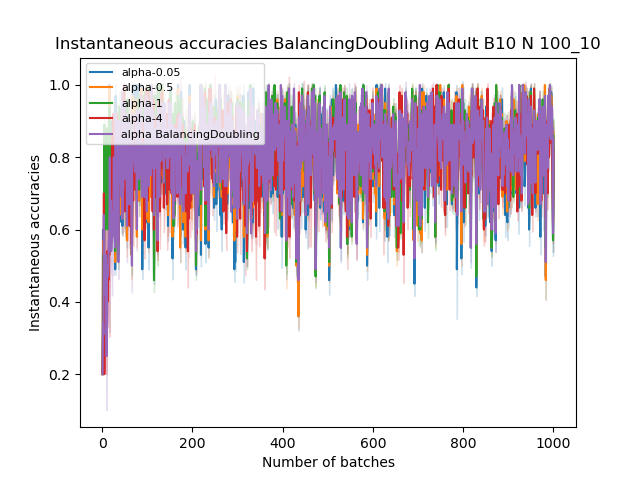 Instantaneous accuracies BalancingDoubling Adult B10 N 100_10
alpha-0.05
alpha-0.5
alpha-1
alpha-4
alpha BalancingDoubling
1.0
0.8
0.6
0.4
0.2
Instantaneous accuracies
0 200 400 600 800 1000
Number of batches